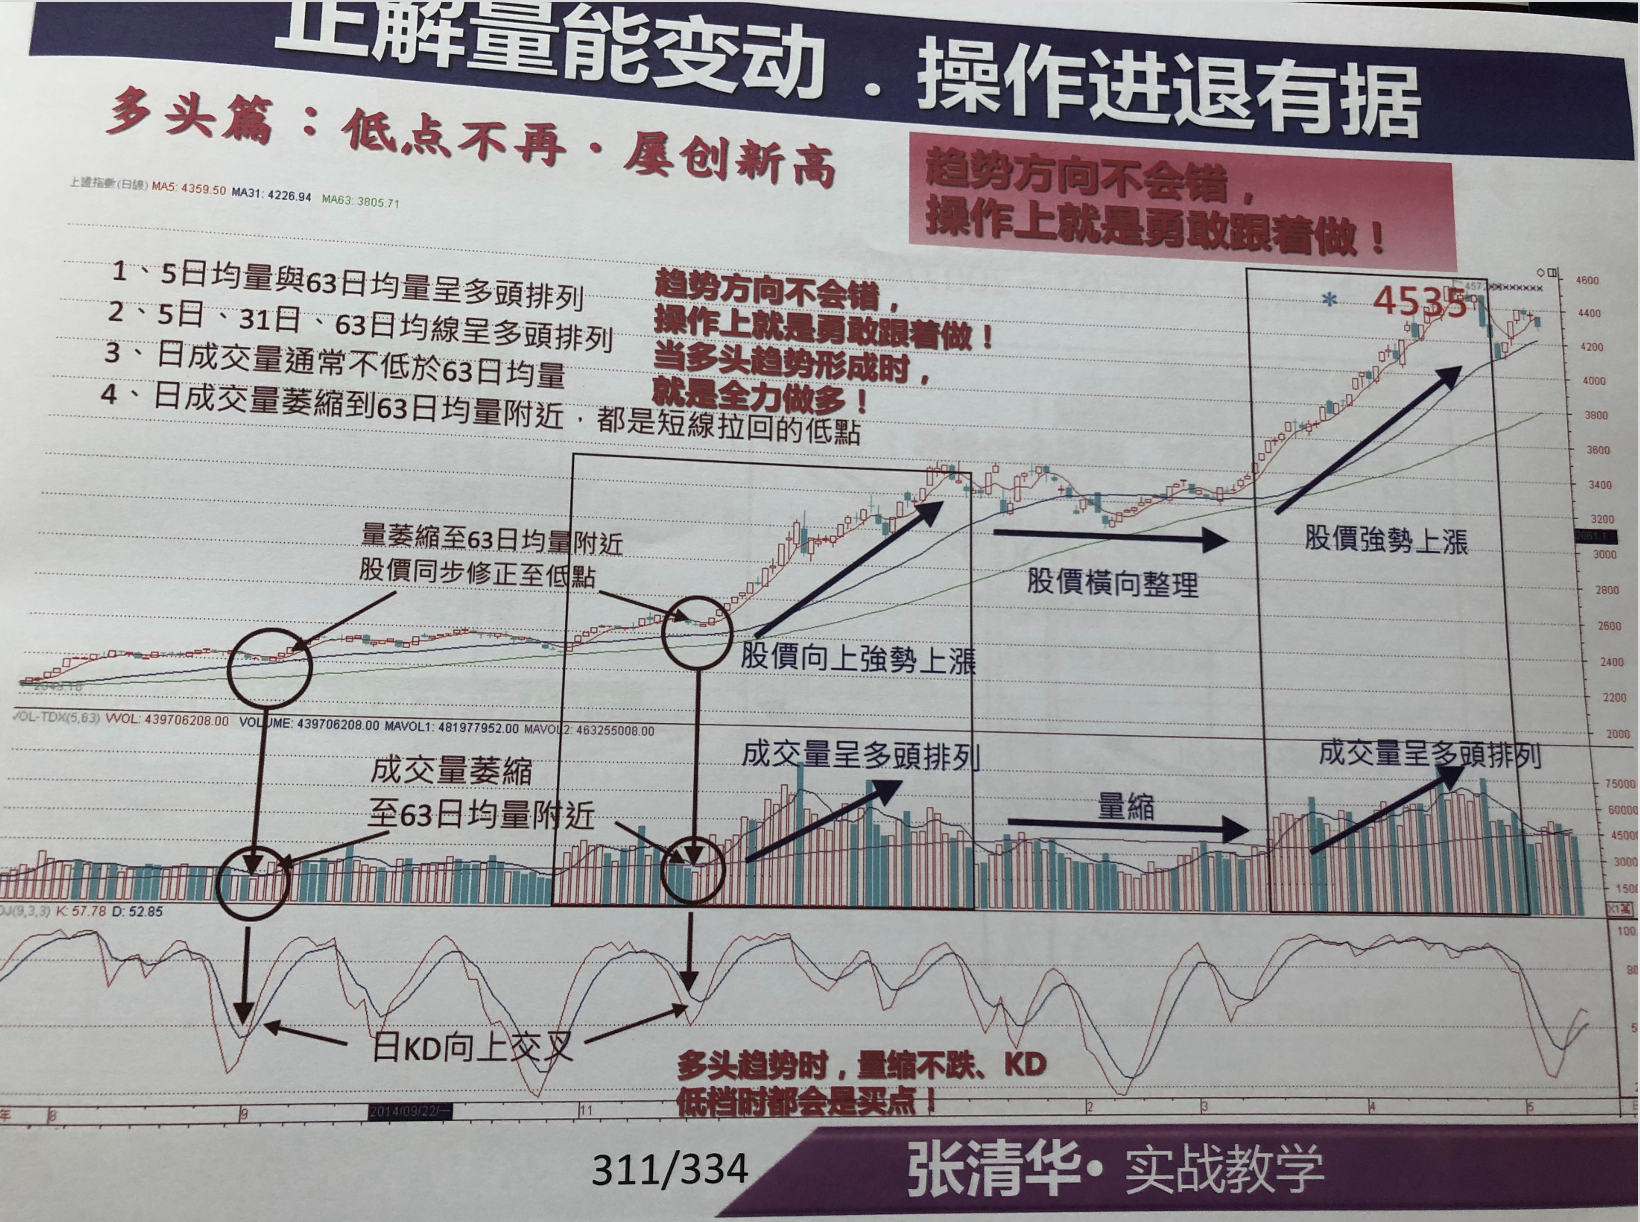 正解量能变动．操作进退有据
多头篇：低点不再·屡创新高
趋势方向不会错，
操作上就是勇敢跟着做！
上證指數(日線) MA5: 4359.50 MA31: 4226.94 MA63: 3805.71
1、5日均量與63日均量呈多頭排列
2、5日、31日、63日均線呈多頭排列
3、日成交量通常不低於63日均量
4、日成交量萎縮到63日均量附近，都是短線拉回的低點
趋势方向不会错，
操作上就是勇敢跟着做！
当多头趋势形成时，
就是全力做多！
* 4535
4600
4400
4200
4000
3800
3600
3400
3200
3000
2800
2600
2400
2200
2000
量萎縮至63日均量附近
股價同步修正至低點
股價向上強勢上漲
股價橫向整理
股價強勢上漲
VOL-TDX(5,63) VVOL: 439706208.00 VOLUME: 439706208.00 MAVOL1: 481977952.00 MAVOL2: 463255008.00
成交量萎縮
至63日均量附近
成交量呈多頭排列
量縮
成交量呈多頭排列
75000
60000
45000
3000
1500
X1萬
DJ(9,3,3) K: 57.78 D: 52.85
100
80
日KD向上交叉
多头趋势时，量缩不跌、KD
低档时都会是买点！
年 8 9 2014/09/22/一 11 2 3 4 5
311/334
张清华·实战教学